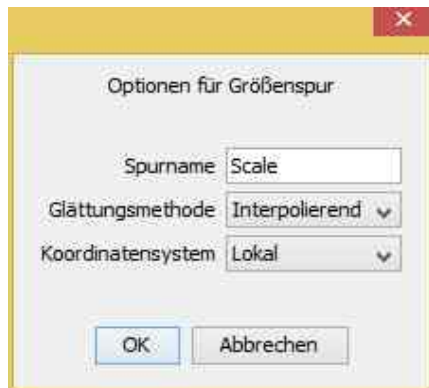 Optionen für Größenspur
Spurname Scale
Glättungsmethode Interpolierend
Koordinatensystem Lokal
OK Abbrechen